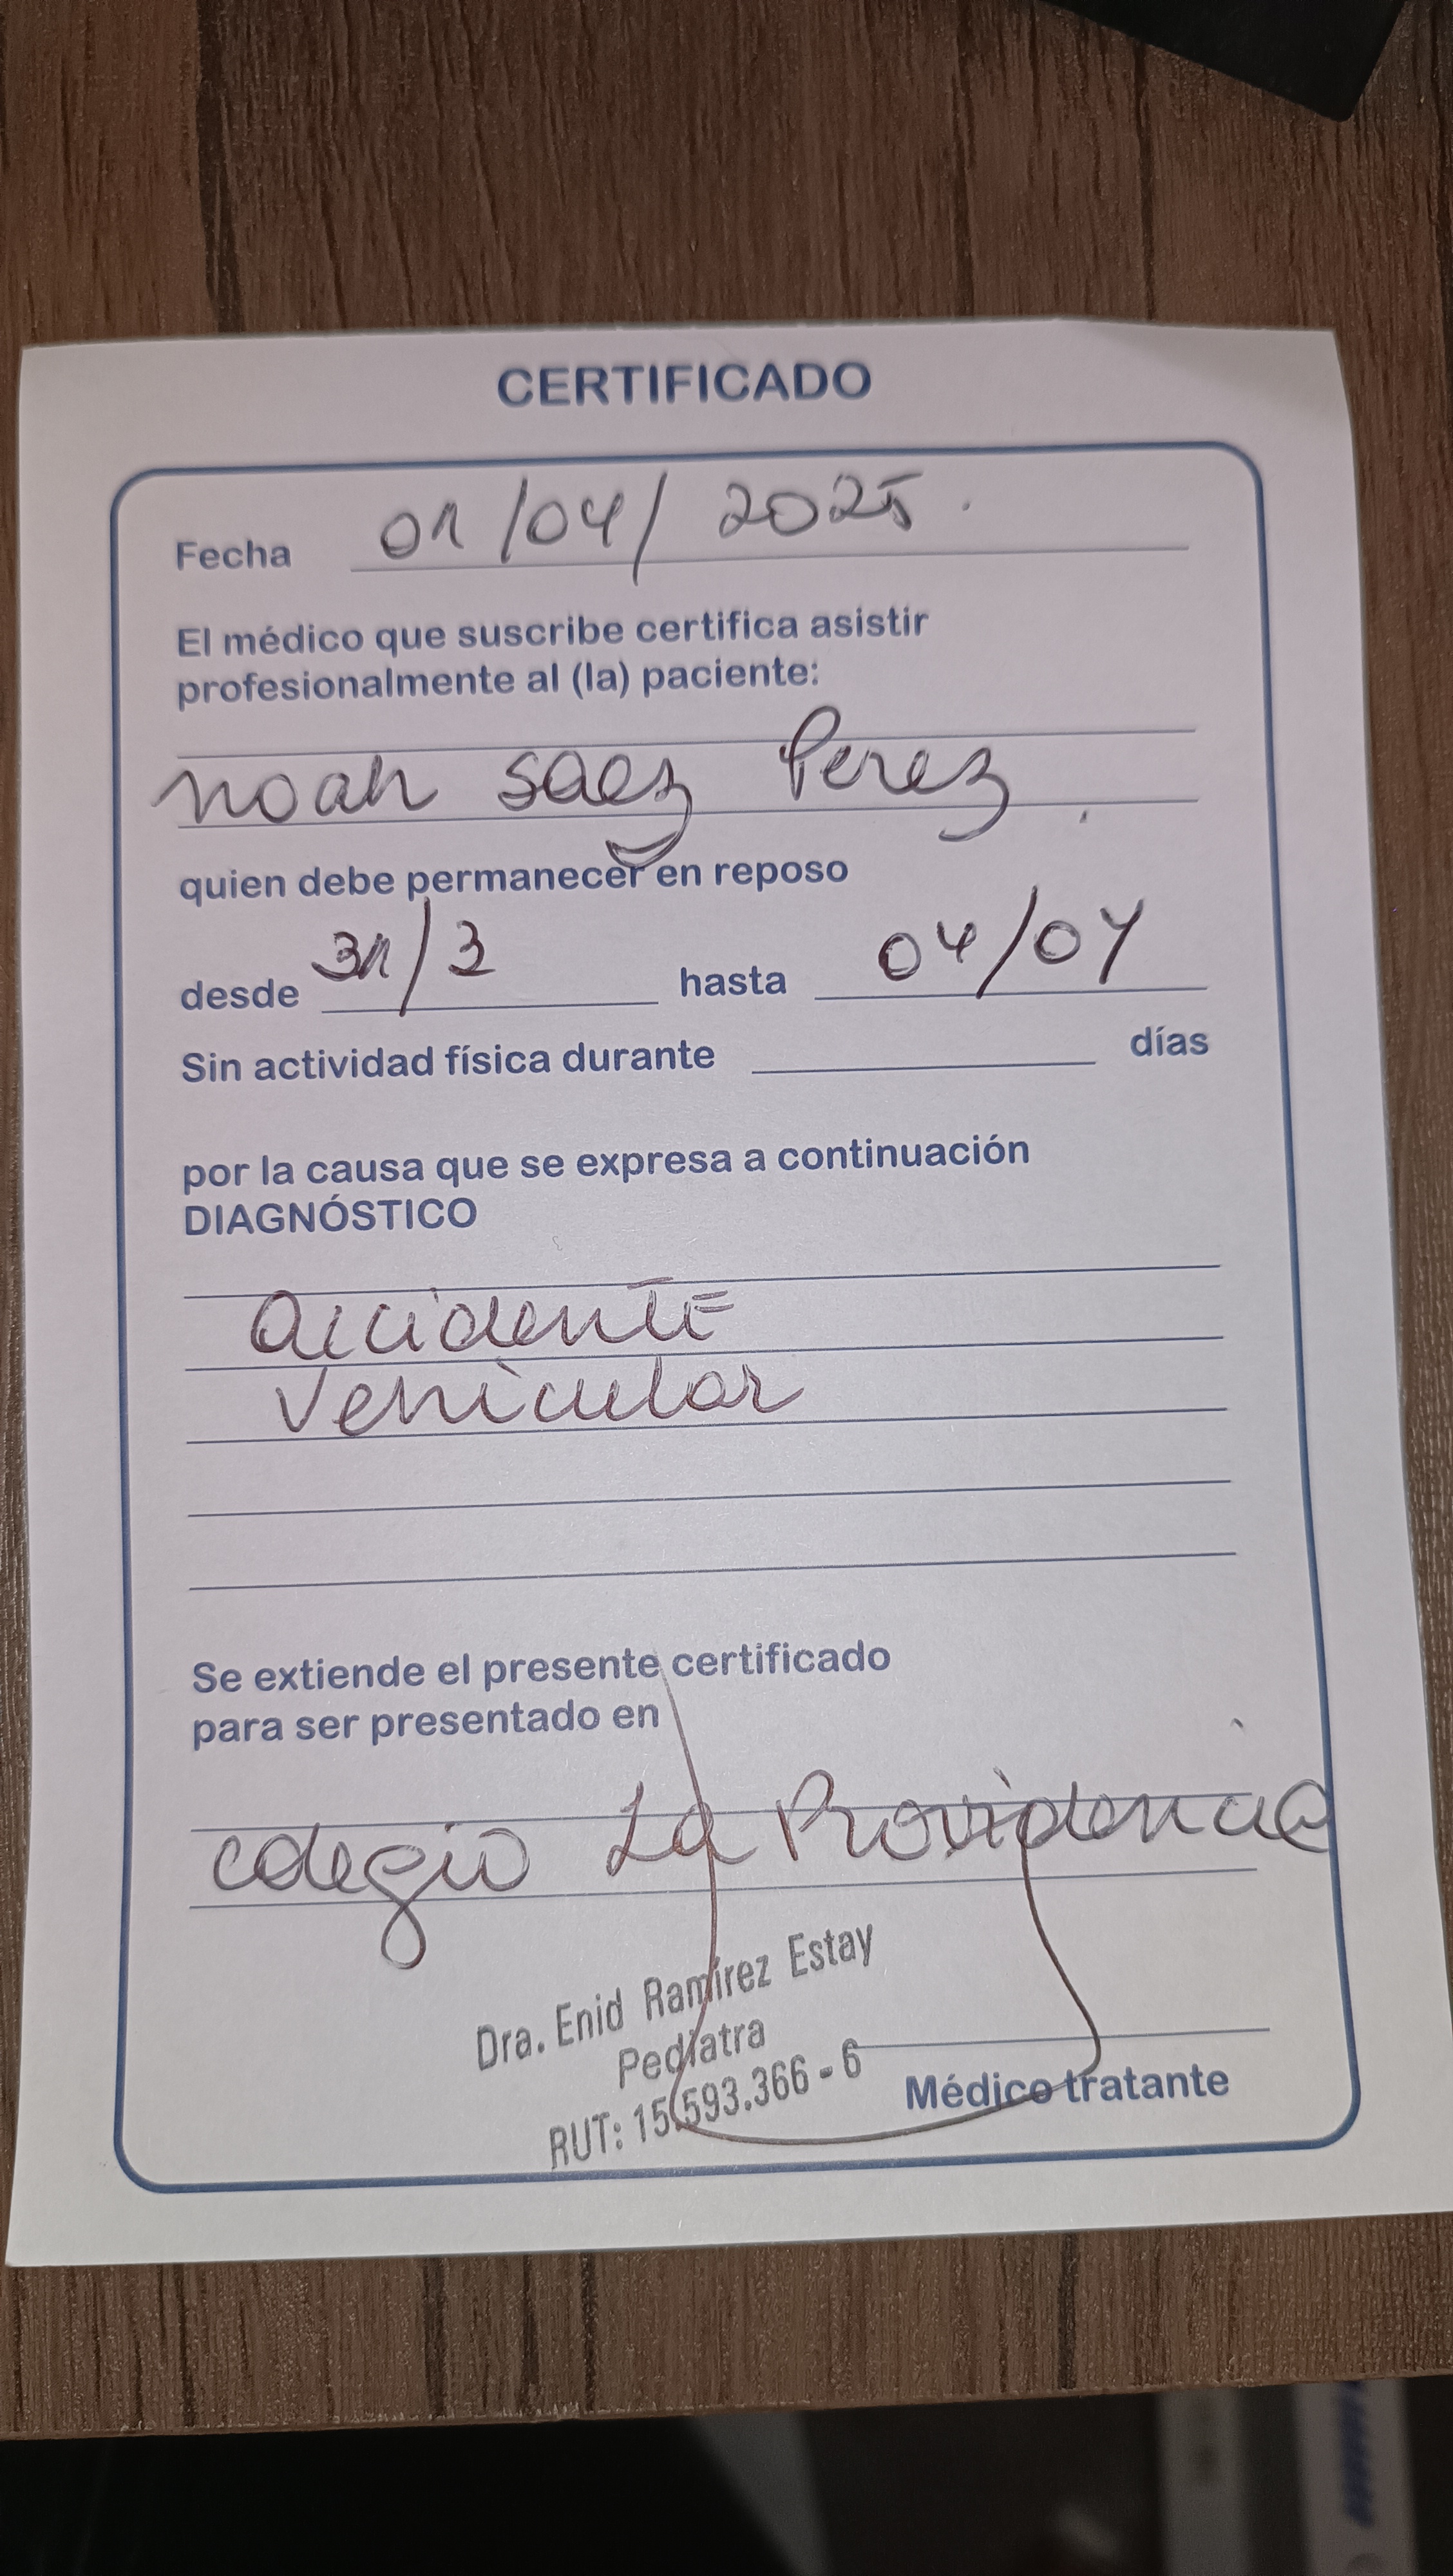 CERTIFICADO
Fecha 01/04/2025.
El médico que suscribe certifica asistir
profesionalmente al (la) paciente:
noah saez Perez.
quien debe permanecer en reposo
desde 31/3 hasta 04/04
Sin actividad física durante días
por la causa que se expresa a continuación
DIAGNÓSTICO
accidente
vehicular
Se extiende el presente certificado
para ser presentado en
colegio La Providencia
Dra. Enid Ramírez Estay
Pediatra
RUT: 15.593.366 - 6
Médico tratante